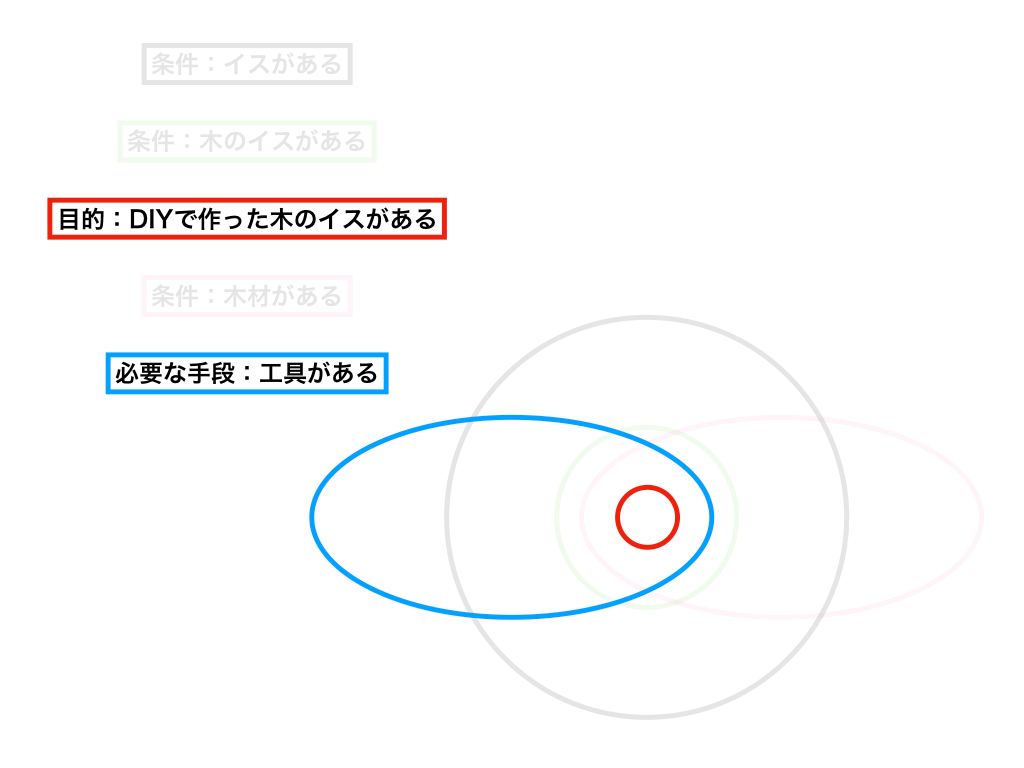 条件：イスがある
条件：木のイスがある
目的：DIYで作った木のイスがある
条件：木材がある
必要な手段：工具がある